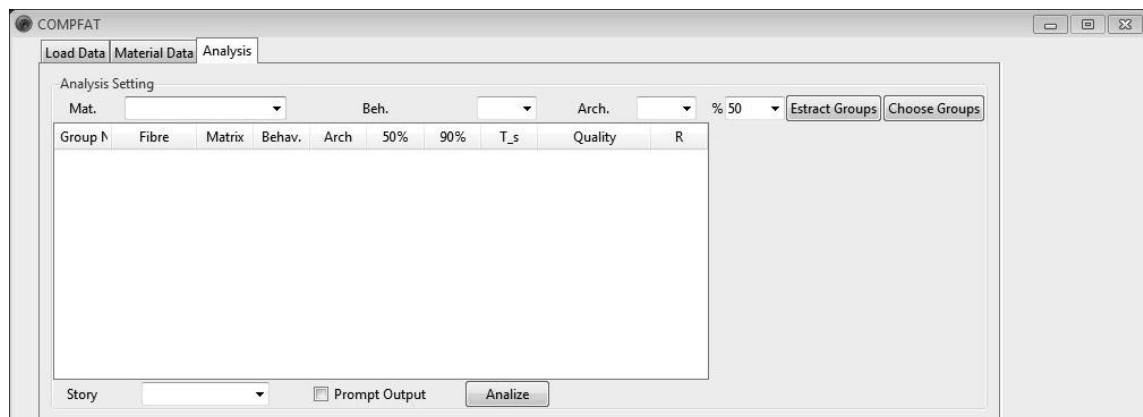 COMPFAT
Load Data Material Data Analysis
Analysis Setting
Mat. Beh. Arch. % 50 Estract Groups Choose Groups
Group N Fibre Matrix Behav. Arch 50% 90% T_s Quality R
Story Prompt Output Analize